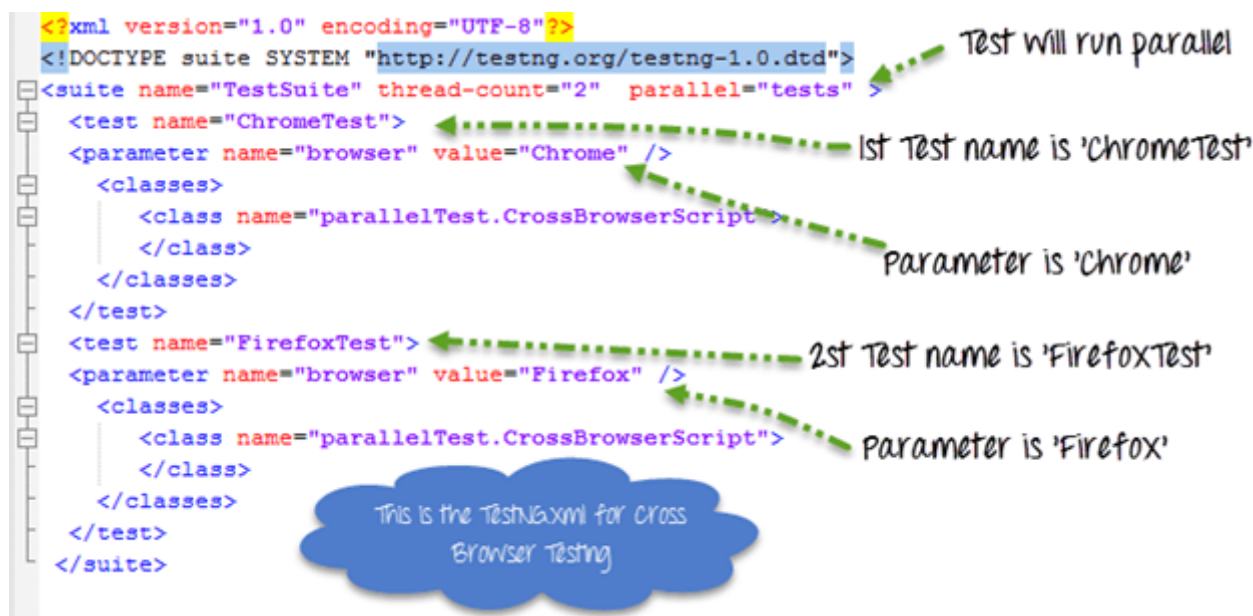 <?xml version="1.0" encoding="UTF-8"?>
<!DOCTYPE suite SYSTEM "http://testng.org/testng-1.0.dtd">
Test will run parallel
<suite name="TestSuite" thread-count="2"  parallel="tests" >
<test name="ChromeTest">
1st Test name is 'ChromeTest'
<parameter name="browser" value="Chrome" />
<classes>
<class name="parallelTest.CrossBrowserScript">
</class>
Parameter is 'Chrome'
</classes>
</test>
<test name="FirefoxTest">
2st Test name is 'FirefoxTest'
<parameter name="browser" value="Firefox" />
<classes>
<class name="parallelTest.CrossBrowserScript">
Parameter is 'Firefox'
</class>
</classes>
</test>
</suite>
This is the TestNG.xml for Cross
Browser Testng